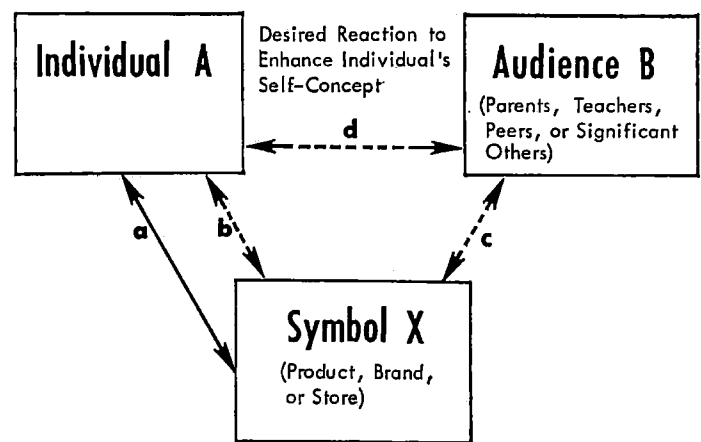 Individual A
Desired Reaction to
Enhance Individual's
Self-Concept
Audience B
(Parents, Teachers,
Peers, or Significant
Others)
d
a
b
c
Symbol X
(Product, Brand,
or Store)